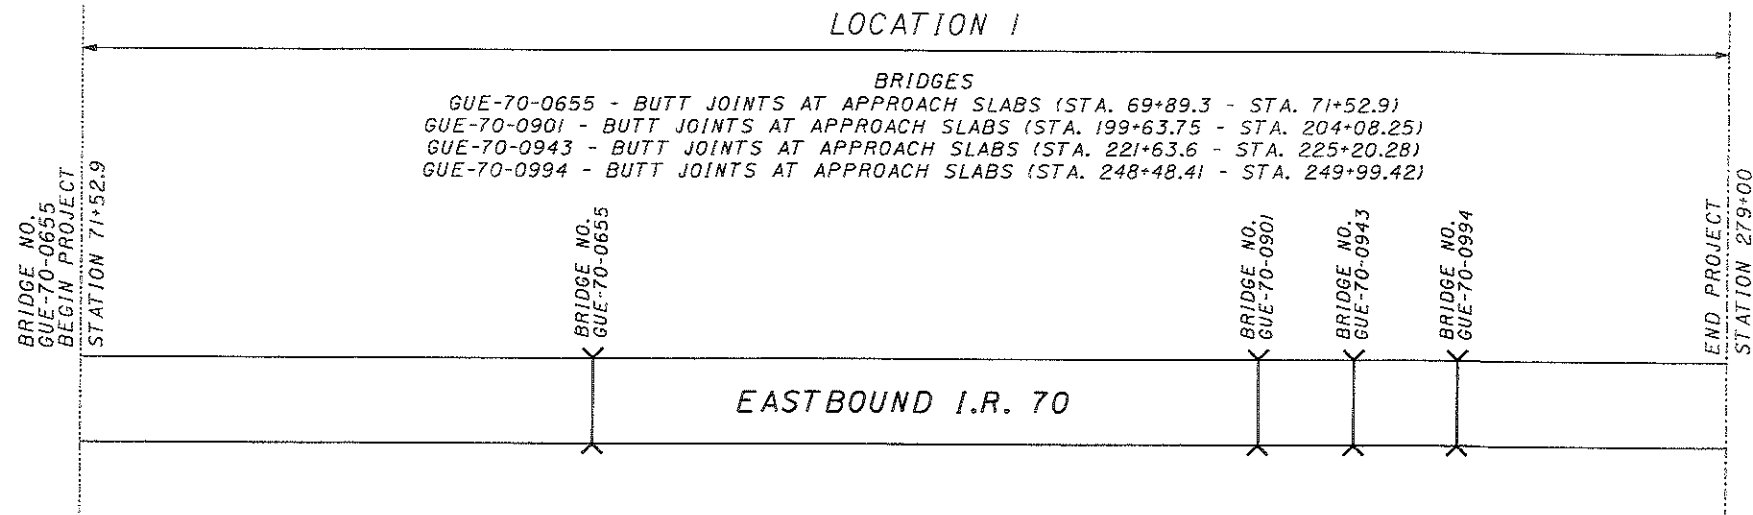 LOCATION 1
BRIDGES
GUE-70-0655 - BUTT JOINTS AT APPROACH SLABS (STA. 69+89.3 - STA. 71+52.9)
GUE-70-0901 - BUTT JOINTS AT APPROACH SLABS (STA. 199+63.75 - STA. 204+08.25)
GUE-70-0943 - BUTT JOINTS AT APPROACH SLABS (STA. 221+63.6 - STA. 225+20.28)
GUE-70-0994 - BUTT JOINTS AT APPROACH SLABS (STA. 248+48.41 - STA. 249+99.42)
BRIDGE NO.
GUE-70-0655
BEGIN PROJECT
STATION 71+52.9
BRIDGE NO.
GUE-70-0655
BRIDGE NO.
GUE-70-0901
BRIDGE NO.
GUE-70-0943
BRIDGE NO.
GUE-70-0994
END PROJECT
STATION 279+00
EASTBOUND I.R. 70